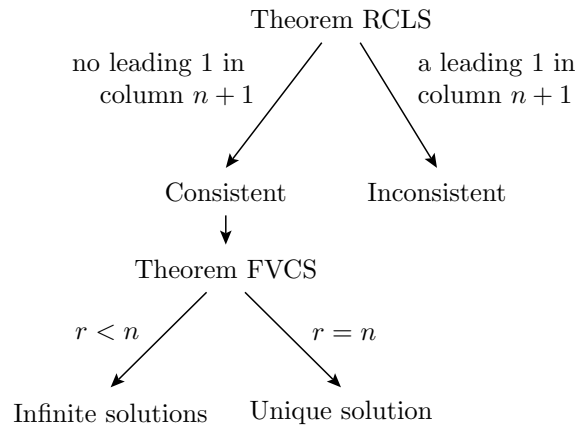 Theorem RCLS
no leading 1 in
column n + 1
a leading 1 in
column n + 1
Consistent
Inconsistent
Theorem FVCS
r < n
r = n
Infinite solutions
Unique solution